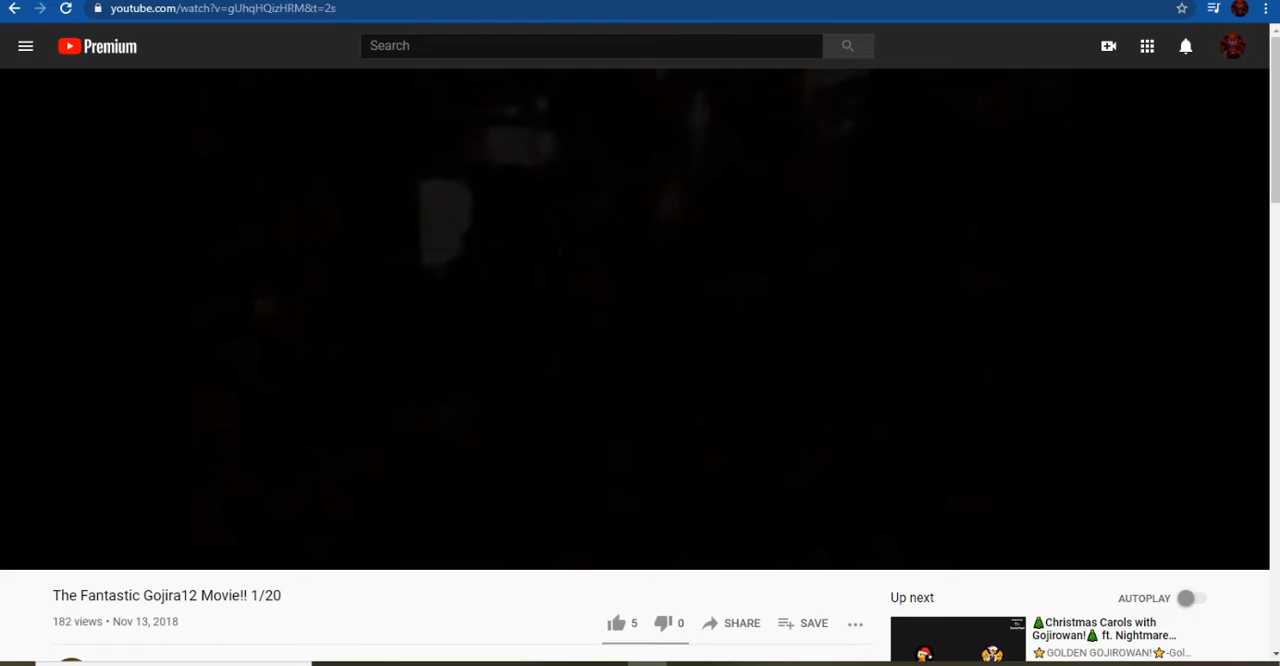 youtube.com/watch?v=gUhqHQizHRM&t=2s
Premium
Search
The Fantastic Gojira12 Movie!! 1/20
182 views • Nov 13, 2018
5
0
SHARE
SAVE
Up next
AUTOPLAY
🎄Christmas Carols with
Gojirowan!🎄 ft. Nightmare...
⭐GOLDEN GOJIROWAN!⭐-Gol...